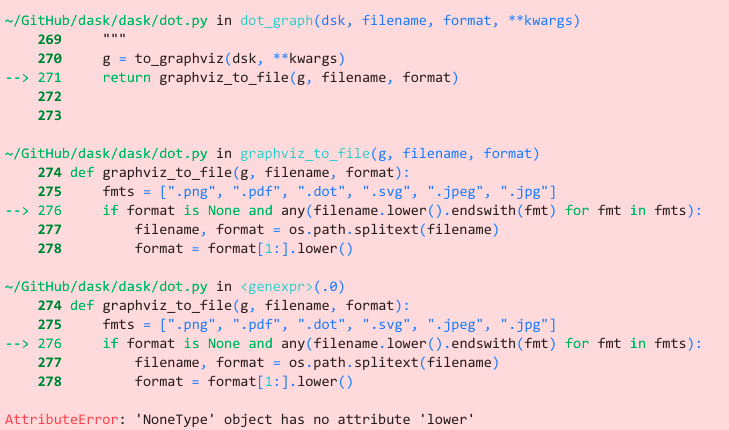 ~/GitHub/dask/dask/dot.py in dot_graph(dsk, filename, format, **kwargs)
    269     """
    270     g = to_graphviz(dsk, **kwargs)
--> 271     return graphviz_to_file(g, filename, format)
    272
    273
~/GitHub/dask/dask/dot.py in graphviz_to_file(g, filename, format)
    274 def graphviz_to_file(g, filename, format):
    275     fmts = [".png", ".pdf", ".dot", ".svg", ".jpeg", ".jpg"]
--> 276     if format is None and any(filename.lower().endswith(fmt) for fmt in fmts):
    277         filename, format = os.path.splitext(filename)
    278         format = format[1:].lower()
~/GitHub/dask/dask/dot.py in <genexpr>(.0)
    274 def graphviz_to_file(g, filename, format):
    275     fmts = [".png", ".pdf", ".dot", ".svg", ".jpeg", ".jpg"]
--> 276     if format is None and any(filename.lower().endswith(fmt) for fmt in fmts):
    277         filename, format = os.path.splitext(filename)
    278         format = format[1:].lower()
AttributeError: 'NoneType' object has no attribute 'lower'